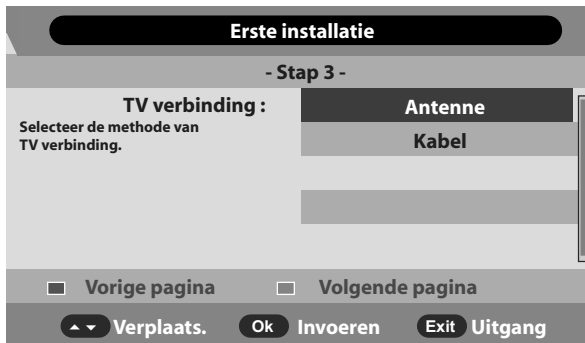 Erste installatie
- Stap 3 -
TV verbinding :
Selecteer de methode van
TV verbinding.
Antenne
Kabel
Vorige pagina Volgende pagina
Verplaats. Ok Invoeren Exit Uitgang